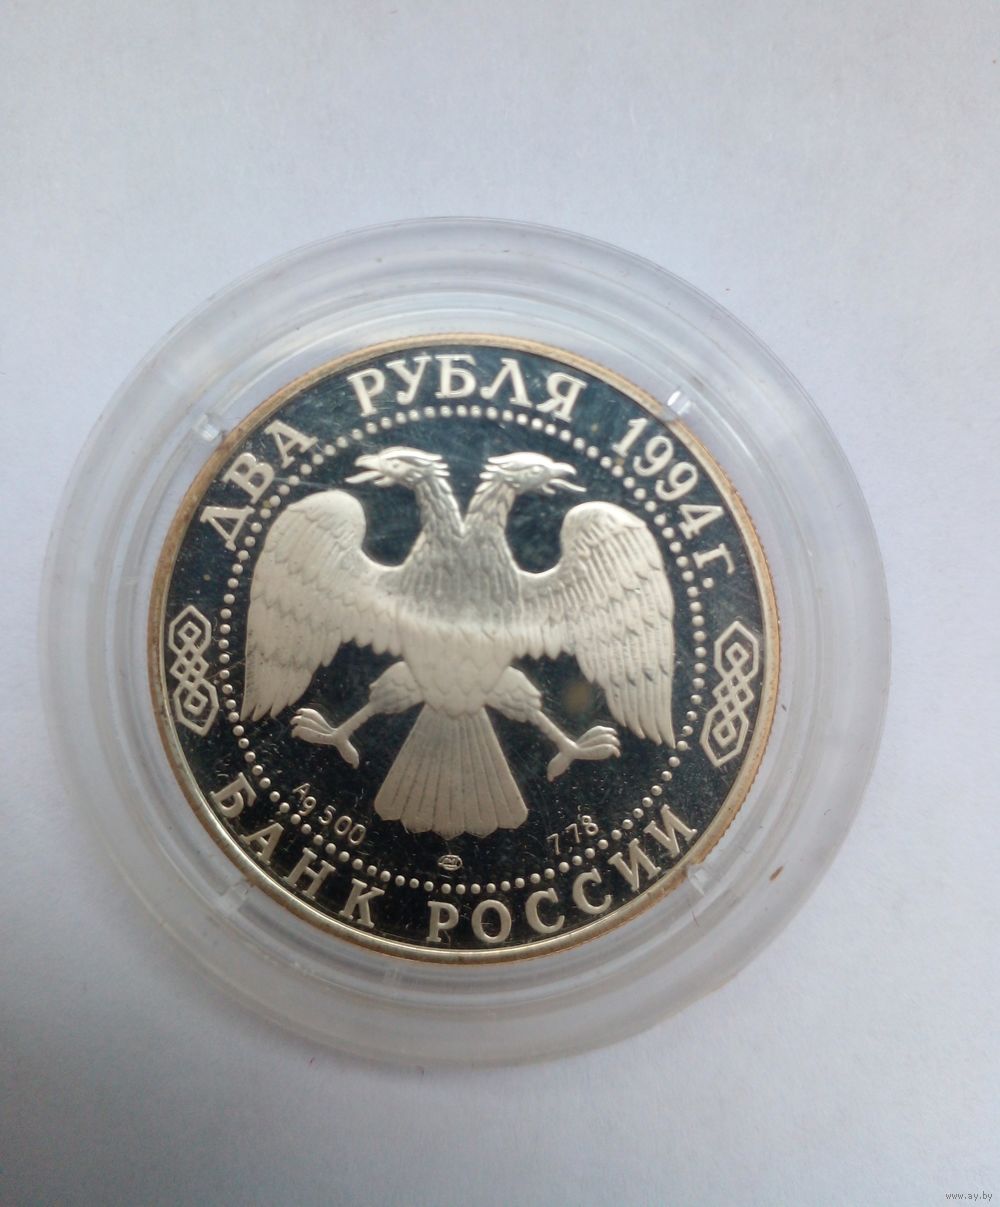 ДВА РУБЛЯ 1994 г.
Ag 500
7,78
БАНК РОССИИ
www.ay.by